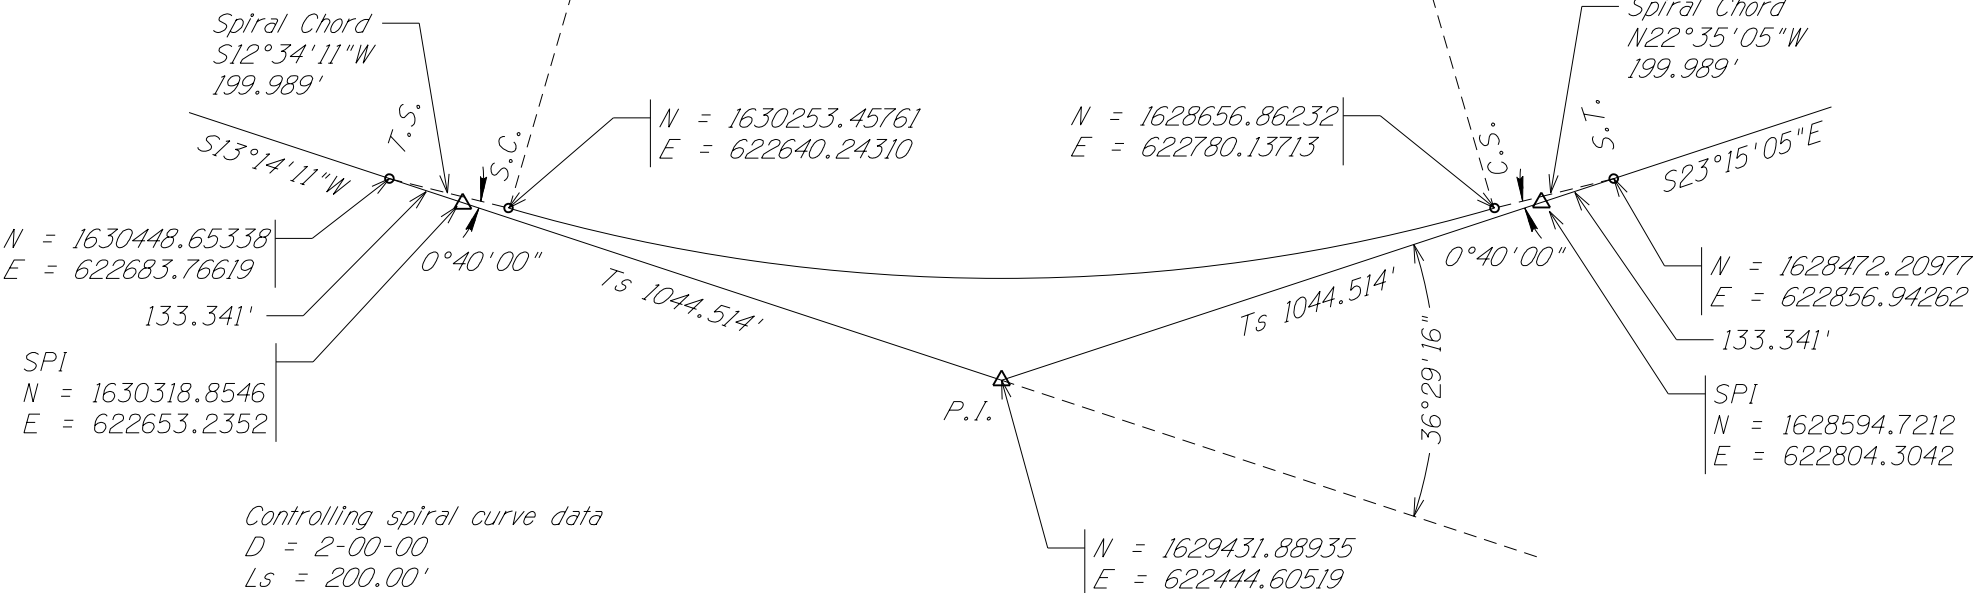 Spiral Chord
S12°34'11"W
199.989'
T.S.
S.C.
N = 1630253.45761
E = 622640.24310
N = 1628656.86232
E = 622780.13713
C.S.
S.T.
Spiral Chord
N22°35'05"W
199.989'
S13°14'11"W
S23°15'05"E
N = 1630448.65338
E = 622683.76619
0°40'00"
0°40'00"
Ts 1044.514'
Ts 1044.514'
N = 1628472.20977
E = 622856.94262
133.341'
133.341'
SPI
N = 1630318.8546
E = 622653.2352
P.I.
36°29'16"
SPI
N = 1628594.7212
E = 622804.3042
Controlling spiral curve data
D = 2-00-00
Ls = 200.00'
N = 1629431.88935
E = 622444.60519